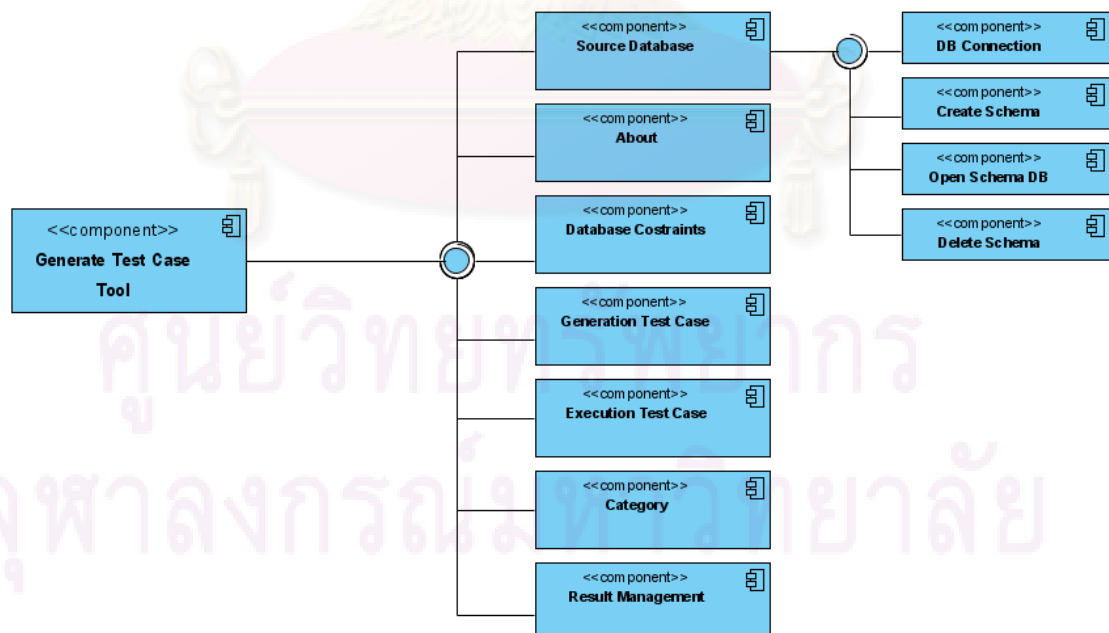 <<component>>
Generate Test Case
Tool
<<component>>
Source Database
<<component>>
About
<<component>>
Database Costraints
<<component>>
Generation Test Case
<<component>>
Execution Test Case
<<component>>
Category
<<component>>
Result Management
<<component>>
DB Connection
<<component>>
Create Schema
<<component>>
Open Schema DB
<<component>>
Delete Schema
ศูนย์วิทยทรัพยากร
จุฬาลงกรณ์มหาวิทยาลัย